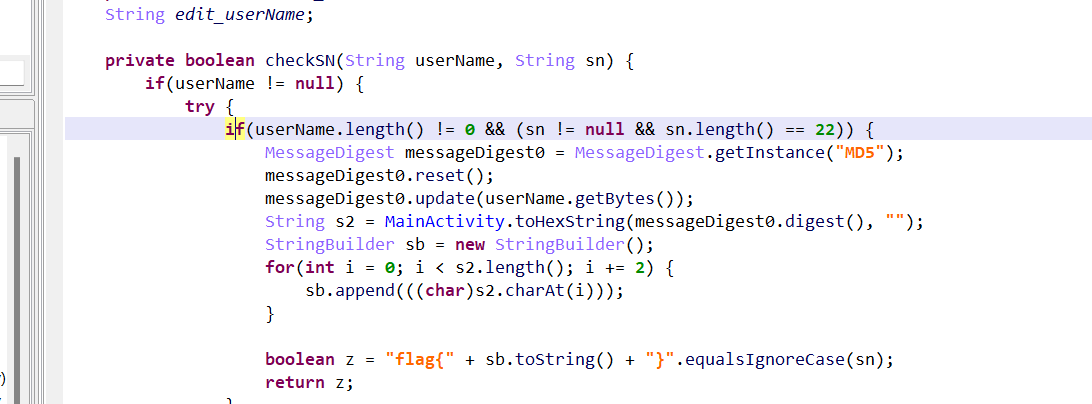 String edit_userName;
private boolean checkSN(String userName, String sn) {
if(userName != null) {
try {
if(userName.length() != 0 && (sn != null && sn.length() == 22)) {
MessageDigest messageDigest0 = MessageDigest.getInstance("MD5");
messageDigest0.reset();
messageDigest0.update(userName.getBytes());
String s2 = MainActivity.toHexString(messageDigest0.digest(), "");
StringBuilder sb = new StringBuilder();
for(int i = 0; i < s2.length(); i += 2) {
sb.append(((char)s2.charAt(i)));
}
boolean z = "flag{" + sb.toString() + "}".equalsIgnoreCase(sn);
return z;
)